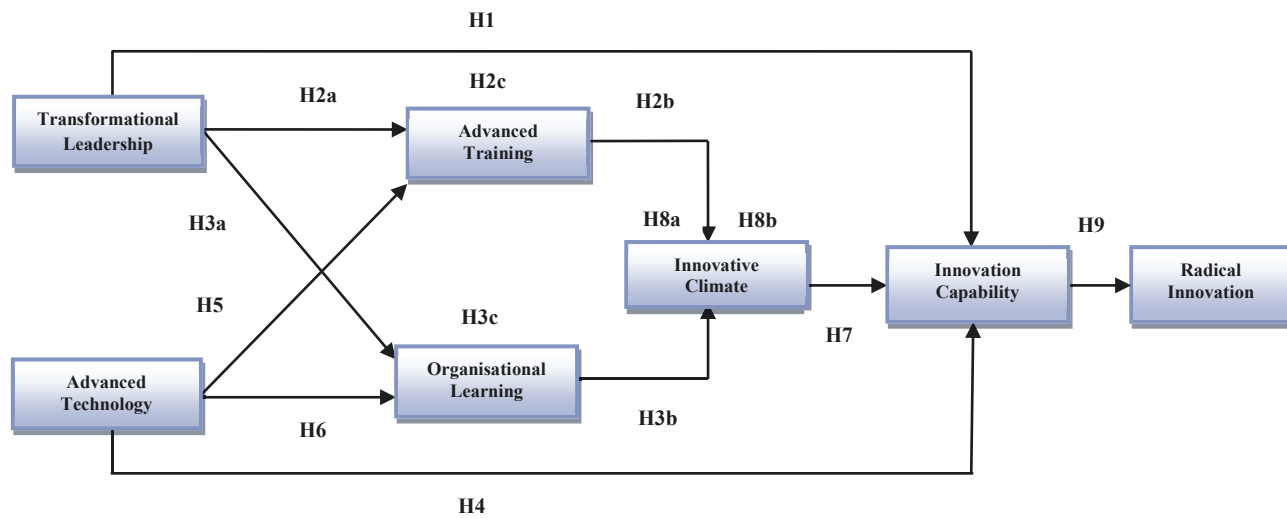 H1
H2a
H2c
H2b
Transformational
Leadership
Advanced
Training
H3a
H8a
H8b
H9
Innovative
Climate
Innovation
Capability
Radical
Innovation
H5
H3c
H7
Advanced
Technology
Organisational
Learning
H6
H3b
H4